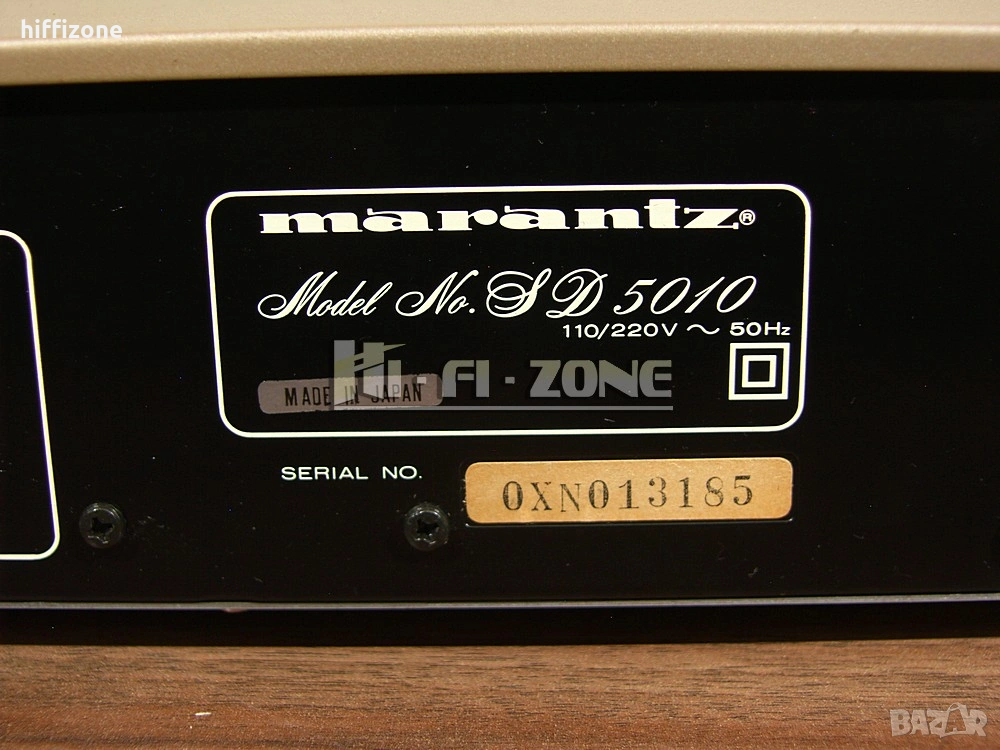 hiffizone
marantz®
Model No. SD 5010
110/220V ~ 50Hz
HI-FI-ZONE
MADE IN JAPAN
SERIAL NO.
0XN013185
BAZAR